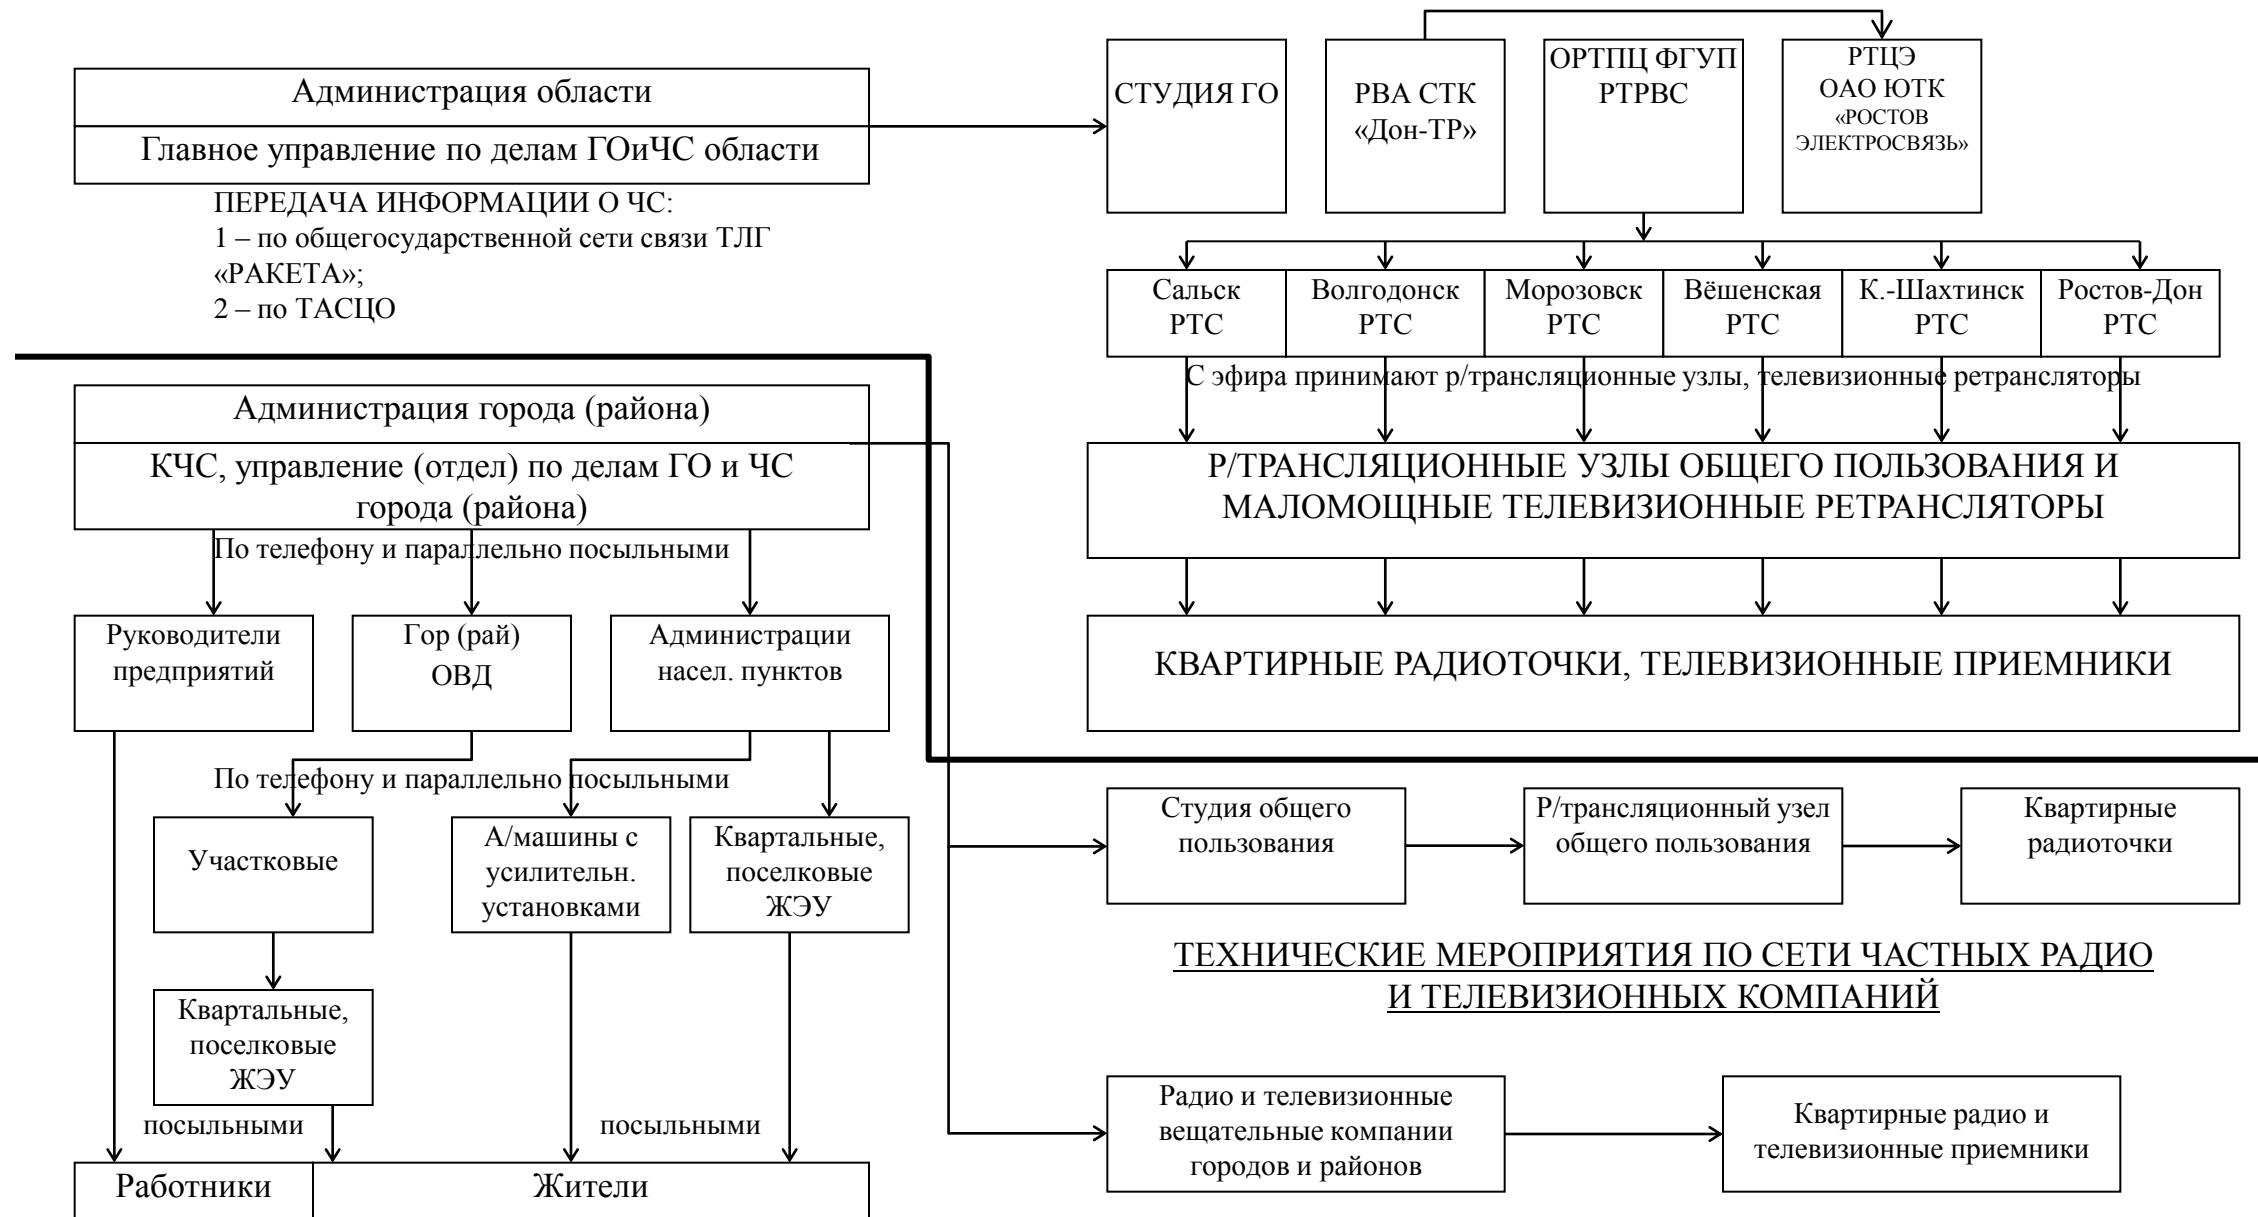 Администрация области
Главное управление по делам ГОиЧС области
ПЕРЕДАЧА ИНФОРМАЦИИ О ЧС:
1 – по общегосударственной сети связи ТЛГ
«РАКЕТА»;
2 – по ТАСЦО
СТУДИЯ ГО
РВА СТК
«Дон-ТР»
ОРТПЦ ФГУП
РТРВС
РТЦЭ
ОАО ЮТК
«РОСТОВ
ЭЛЕКТРОСВЯЗЬ»
Сальск
РТС
Волгодонск
РТС
Морозовск
РТС
Вёшенская
РТС
К.-Шахтинск
РТС
Ростов-Дон
РТС
С эфира принимают р/трансляционные узлы, телевизионные ретрансляторы
Р/ТРАНСЛЯЦИОННЫЕ УЗЛЫ ОБЩЕГО ПОЛЬЗОВАНИЯ И
МАЛОМОЩНЫЕ ТЕЛЕВИЗИОННЫЕ РЕТРАНСЛЯТОРЫ
КВАРТИРНЫЕ РАДИОТОЧКИ, ТЕЛЕВИЗИОННЫЕ ПРИЕМНИКИ
Администрация города (района)
КЧС, управление (отдел) по делам ГО и ЧС
города (района)
По телефону и параллельно посыльными
Руководители
предприятий
Гор (рай)
ОВД
Администрации
насел. пунктов
По телефону и параллельно посыльными
Участковые
А/машины с
усилительн.
установками
Квартальные,
поселковые
ЖЭУ
Квартальные,
поселковые
ЖЭУ
посыльными
посыльными
Работники
Жители
Студия общего
пользования
Р/трансляционный узел
общего пользования
Квартирные
радиоточки
ТЕХНИЧЕСКИЕ МЕРОПРИЯТИЯ ПО СЕТИ ЧАСТНЫХ РАДИО
И ТЕЛЕВИЗИОННЫХ КОМПАНИЙ
Радио и телевизионные
вещательные компании
городов и районов
Квартирные радио и
телевизионные приемники